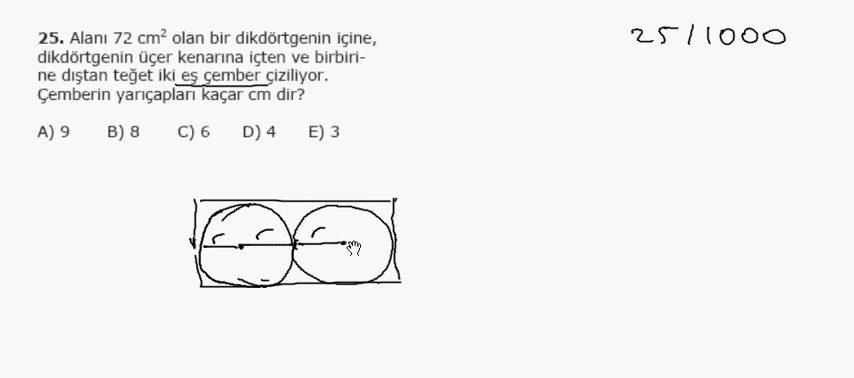 25. Alanı 72 cm² olan bir dikdörtgenin içine,
dikdörtgenin üçer kenarına içten ve birbiri-
ne dıştan teğet iki eş çember çiziliyor.
Çemberin yarıçapları kaçar cm dir?
A) 9 B) 8 C) 6 D) 4 E) 3
25/1000
r r r